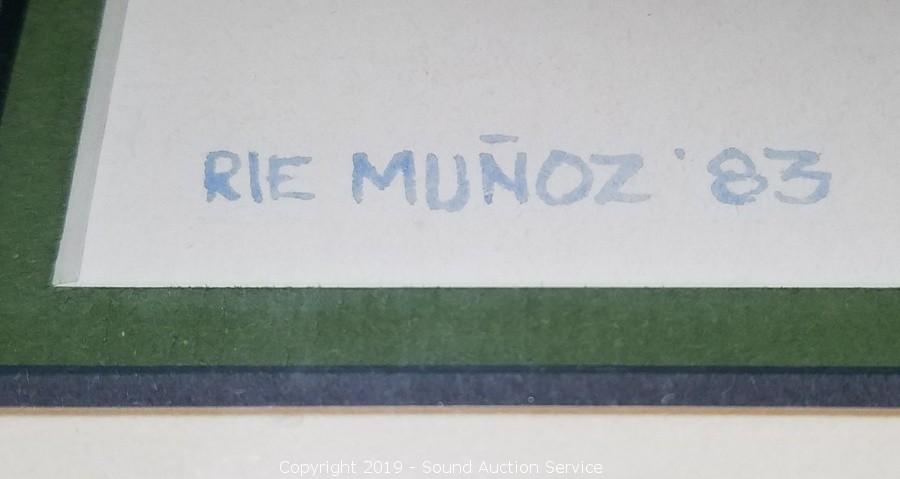 RIE MUÑOZ '83
Copyright 2019 - Sound Auction Service